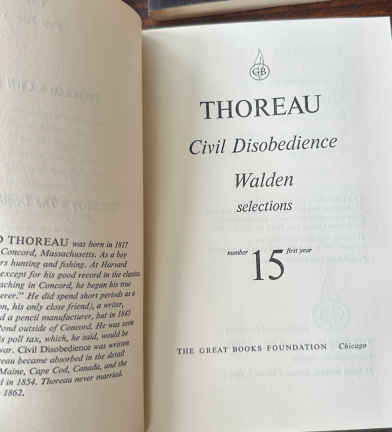 D THOREAU was born in 1817
Concord, Massachusetts. As a boy
rs hunting and fishing. At Harvard
except for his good record in the classics
aching in Concord, he began his true
erer." He did spend short periods as a
on, his only close friend), a writer,
d a pencil manufacturer, but in 1845
Pond outside of Concord. He was soon
s poll tax, which, he said, would be
war. Civil Disobedience was written
eau became absorbed in the detail
Maine, Cape Cod, Canada, and the
d in 1854. Thoreau never married.
1862.
GB
THOREAU
Civil Disobedience
Walden
selections
number 15 first year
THE GREAT BOOKS FOUNDATION Chicago